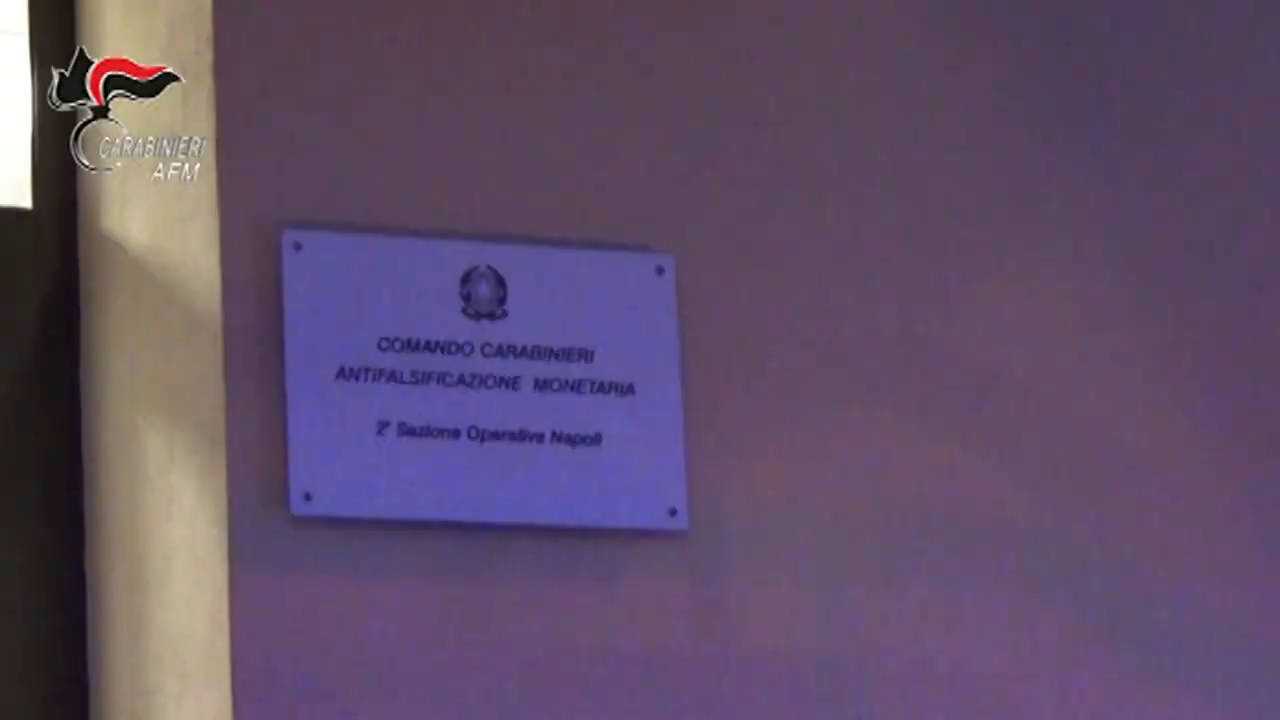 CARABINIERI
AFM
COMANDO CARABINIERI
ANTIFALSIFICAZIONE MONETARIA
2ª Sezione Operativa Napoli